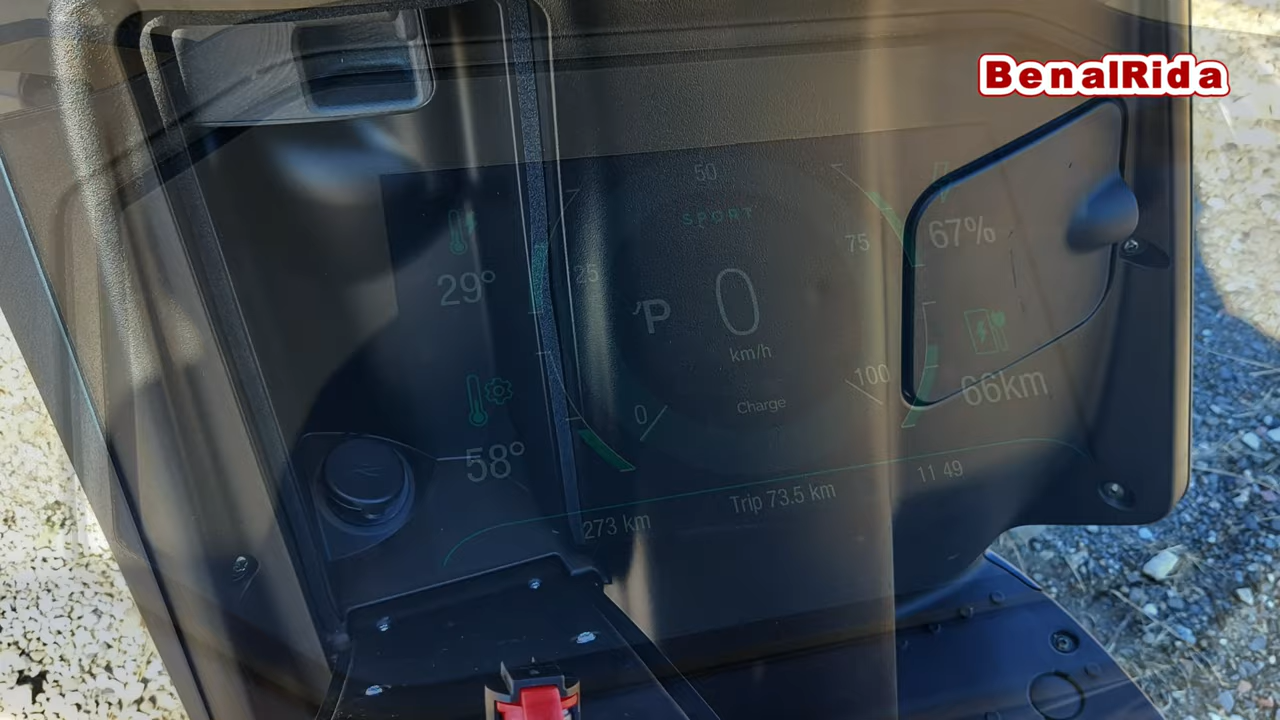 BenalRida
50
SPORT
75
67%
29°
25
P
0
km/h
100
66km
0
Charge
58°
11 49
Trip 73.5 km
273 km